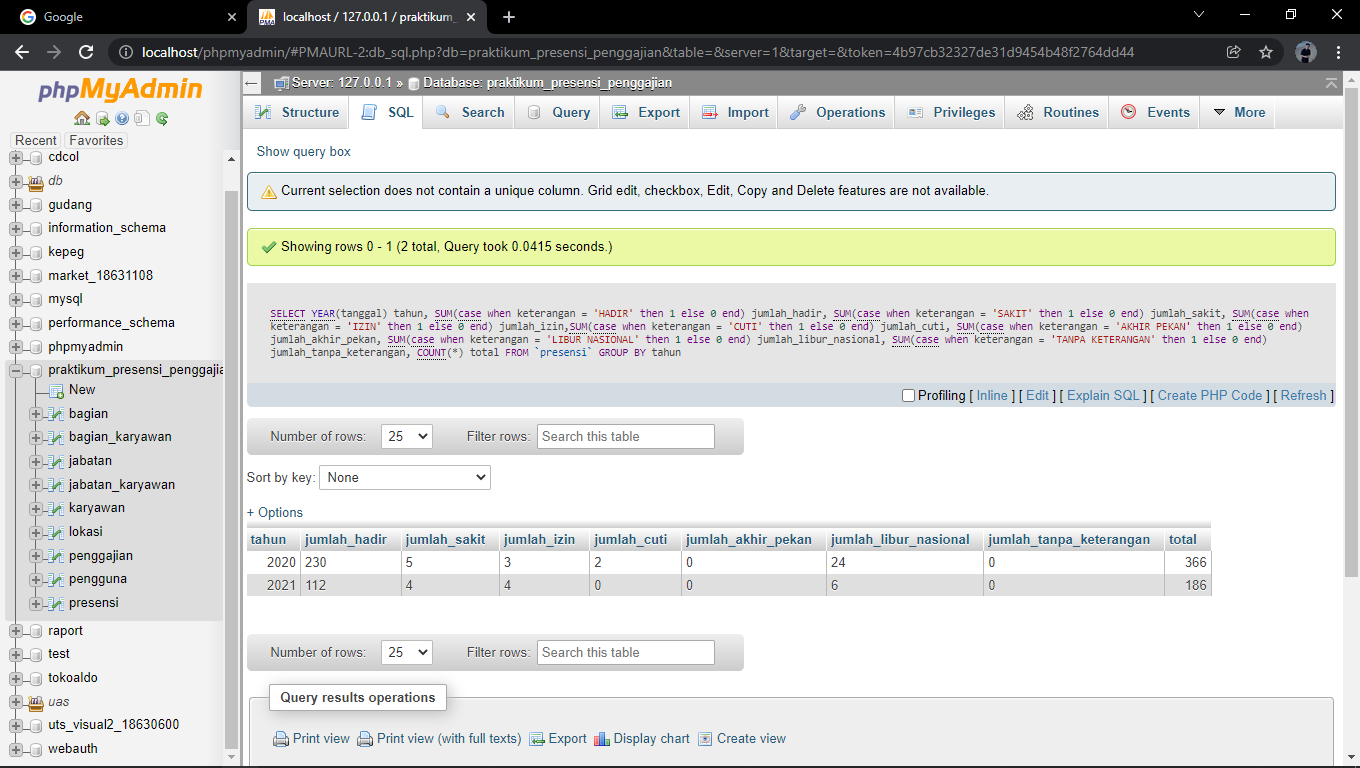 Google
localhost / 127.0.0.1 / praktikum_
localhost/phpmyadmin/#PMAURL-2:db_sql.php?db=praktikum_presensi_penggajian&table=&server=1&target=&token=4b97cb32327de31d9454b48f2764dd44
phpMyAdmin
Recent Favorites
cdcol
db
gudang
information_schema
kepeg
market_18631108
mysql
performance_schema
phpmyadmin
praktikum_presensi_penggajia
New
bagian
bagian_karyawan
jabatan
jabatan_karyawan
karyawan
lokasi
penggajian
pengguna
presensi
raport
test
tokoaldo
uas
uts_visual2_18630600
webauth
Server: 127.0.0.1 » Database: praktikum_presensi_penggajian
Structure SQL Search Query Export Import Operations Privileges Routines Events More
Show query box
Current selection does not contain a unique column. Grid edit, checkbox, Edit, Copy and Delete features are not available.
Showing rows 0 - 1 (2 total, Query took 0.0415 seconds.)
SELECT YEAR(tanggal) tahun, SUM(case when keterangan = 'HADIR' then 1 else 0 end) jumlah_hadir, SUM(case when keterangan = 'SAKIT' then 1 else 0 end) jumlah_sakit, SUM(case when
keterangan = 'IZIN' then 1 else 0 end) jumlah_izin,SUM(case when keterangan = 'CUTI' then 1 else 0 end) jumlah_cuti, SUM(case when keterangan = 'AKHIR PEKAN' then 1 else 0 end)
jumlah_akhir_pekan, SUM(case when keterangan = 'LIBUR NASIONAL' then 1 else 0 end) jumlah_libur_nasional, SUM(case when keterangan = 'TANPA KETERANGAN' then 1 else 0 end)
jumlah_tanpa_keterangan, COUNT(*) total FROM `presensi` GROUP BY tahun
Profiling [ Inline ] [ Edit ] [ Explain SQL ] [ Create PHP Code ] [ Refresh ]
Number of rows: 25 Filter rows: Search this table
Sort by key: None
+ Options
tahun jumlah_hadir jumlah_sakit jumlah_izin jumlah_cuti jumlah_akhir_pekan jumlah_libur_nasional jumlah_tanpa_keterangan total
2020 230 5 3 2 0 24 0 366
2021 112 4 4 0 0 6 0 186
Number of rows: 25 Filter rows: Search this table
Query results operations
Print view Print view (with full texts) Export Display chart Create view